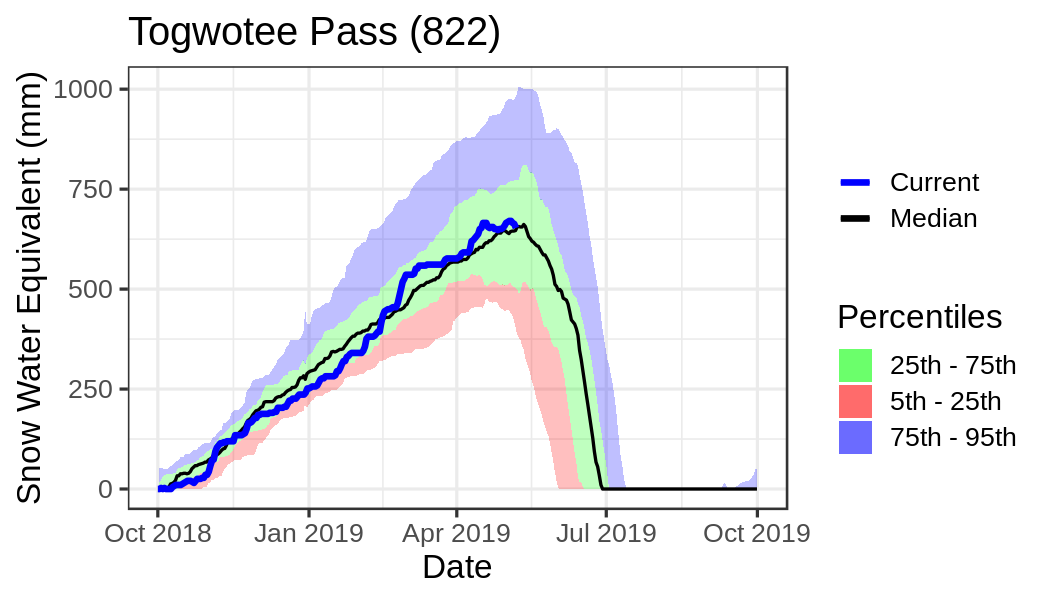 Togwotee Pass (822)
Snow Water Equivalent (mm)
1000
750
500
250
0
Oct 2018
Jan 2019
Apr 2019
Jul 2019
Oct 2019
Date
Current
Median
Percentiles
25th - 75th
5th - 25th
75th - 95th